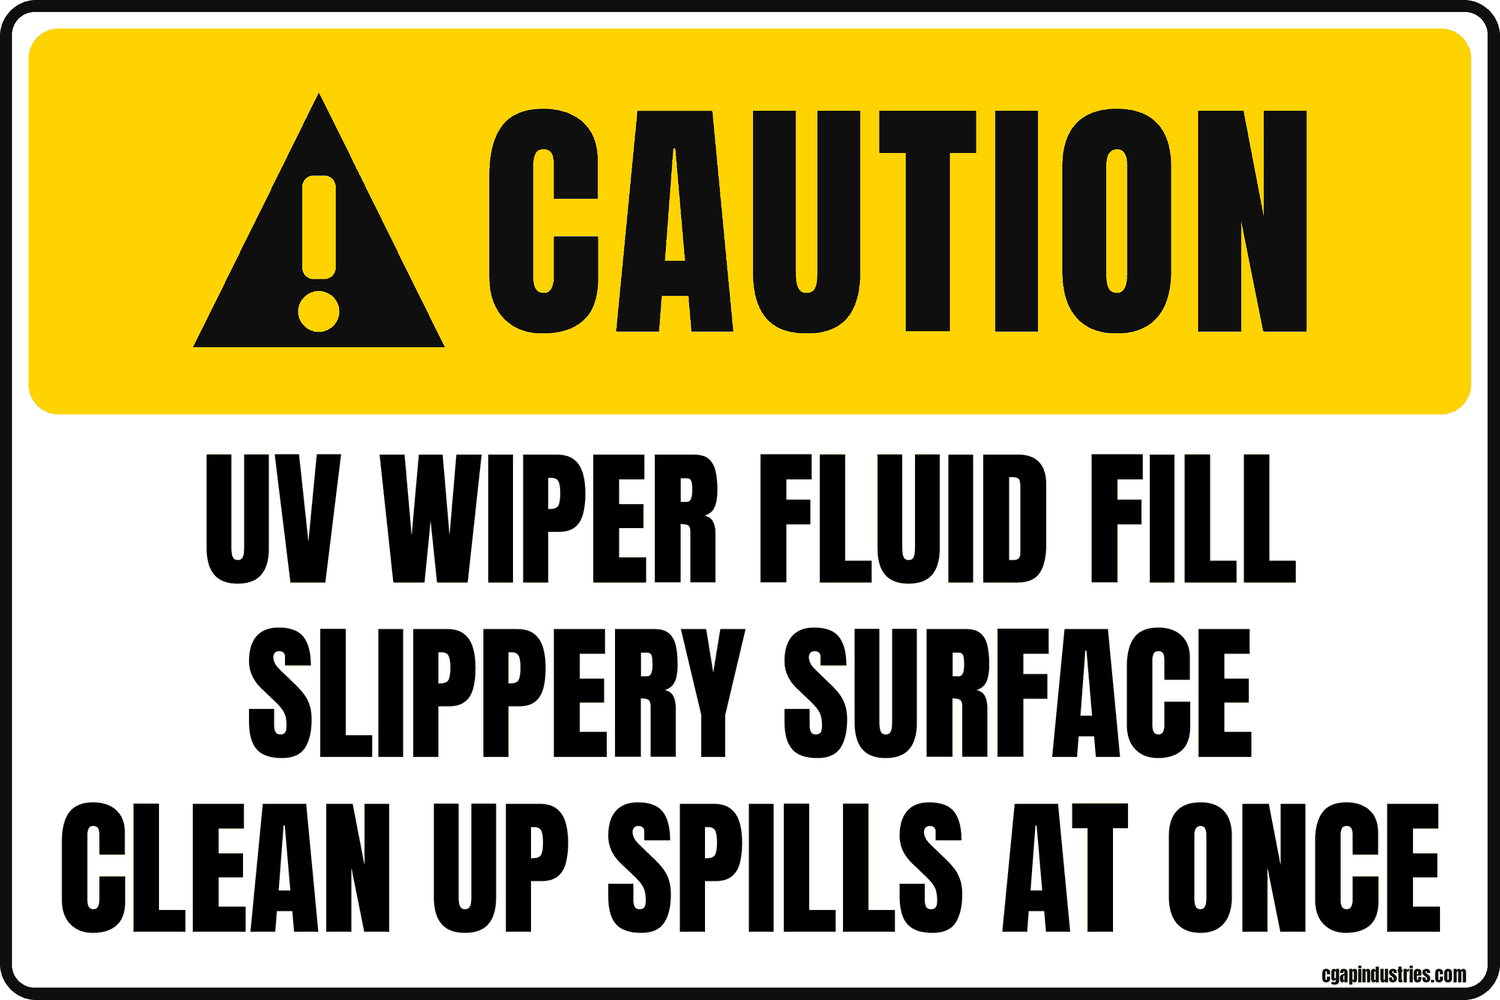 CAUTION
UV WIPER FLUID FILL
SLIPPERY SURFACE
CLEAN UP SPILLS AT ONCE
cgapindustries.com